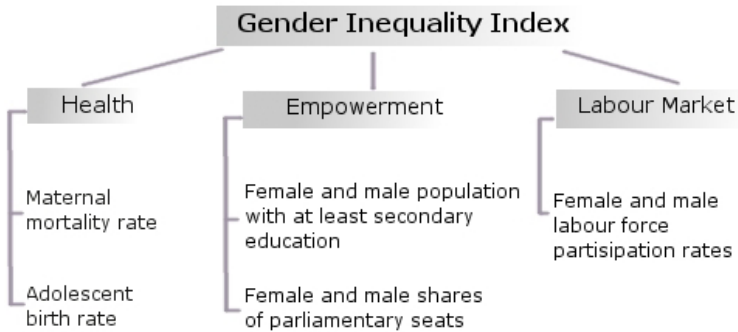 Gender Inequality Index
Health
Maternal
mortality rate
Adolescent
birth rate
Empowerment
Female and male population
with at least secondary
education
Female and male shares
of parliamentary seats
Labour Market
Female and male
labour force
partisipation rates